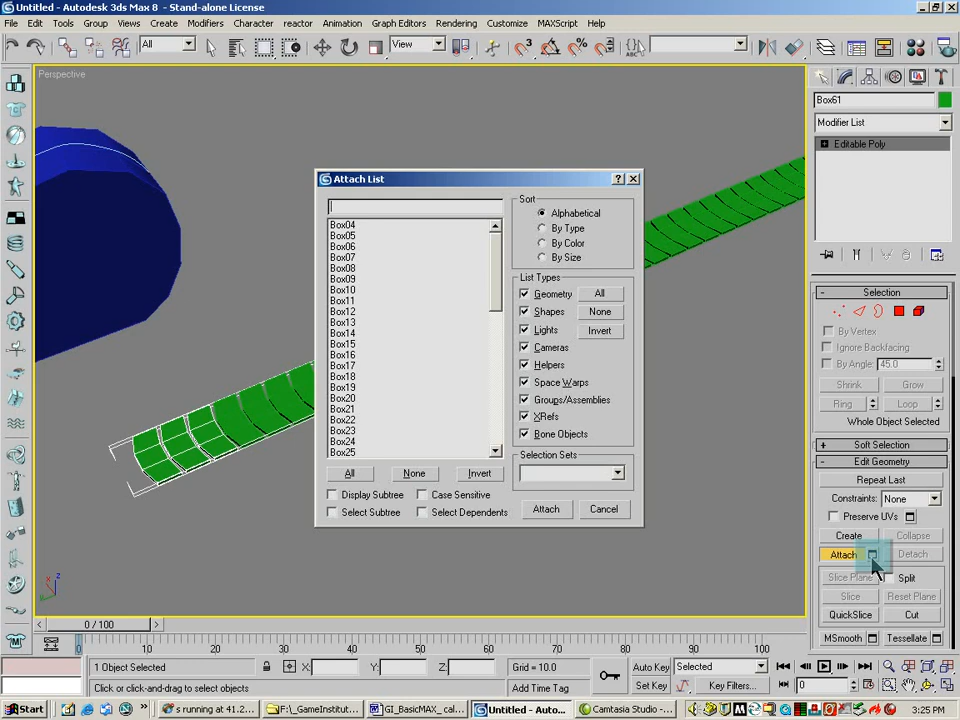 Untitled - Autodesk 3ds Max 8 - Stand-alone License
File Edit Tools Group Views Create Modifiers Character reactor Animation Graph Editors Rendering Customize MAXScript Help
All View
Perspective
Box61
Modifier List
Editable Poly
Attach List
Box04
Box05
Box06
Box07
Box08
Box09
Box10
Box11
Box12
Box13
Box14
Box15
Box16
Box17
Box18
Box19
Box20
Box21
Box22
Box23
Box24
Box25
All None Invert
Display Subtree Case Sensitive
Select Subtree Select Dependents
Sort
Alphabetical
By Type
By Color
By Size
List Types
Geometry All
Shapes None
Lights Invert
Cameras
Helpers
Space Warps
Groups/Assemblies
XRefs
Bone Objects
Selection Sets
Attach Cancel
Selection
By Vertex
Ignore Backfacing
By Angle: 45.0
Shrink Grow
Ring Loop
Whole Object Selected
Soft Selection
Edit Geometry
Repeat Last
Constraints: None
Preserve UVs
Create Collapse
Attach Detach
Slice Plane Split
Slice Reset Plane
QuickSlice Cut
MSmooth Tessellate
z
x
0 / 100
0 10 20 30 40 50 60 70 80 90 100
1 Object Selected X: Y: Z: Grid = 10.0 Auto Key Selected
Click or click-and-drag to select objects Add Time Tag Set Key Key Filters... 0
Start s running at 41.2... F:\_GameInstitut... GI_BasicMAX_ cal... Untitled - Auto... Camtasia Studio -... 3:25 PM